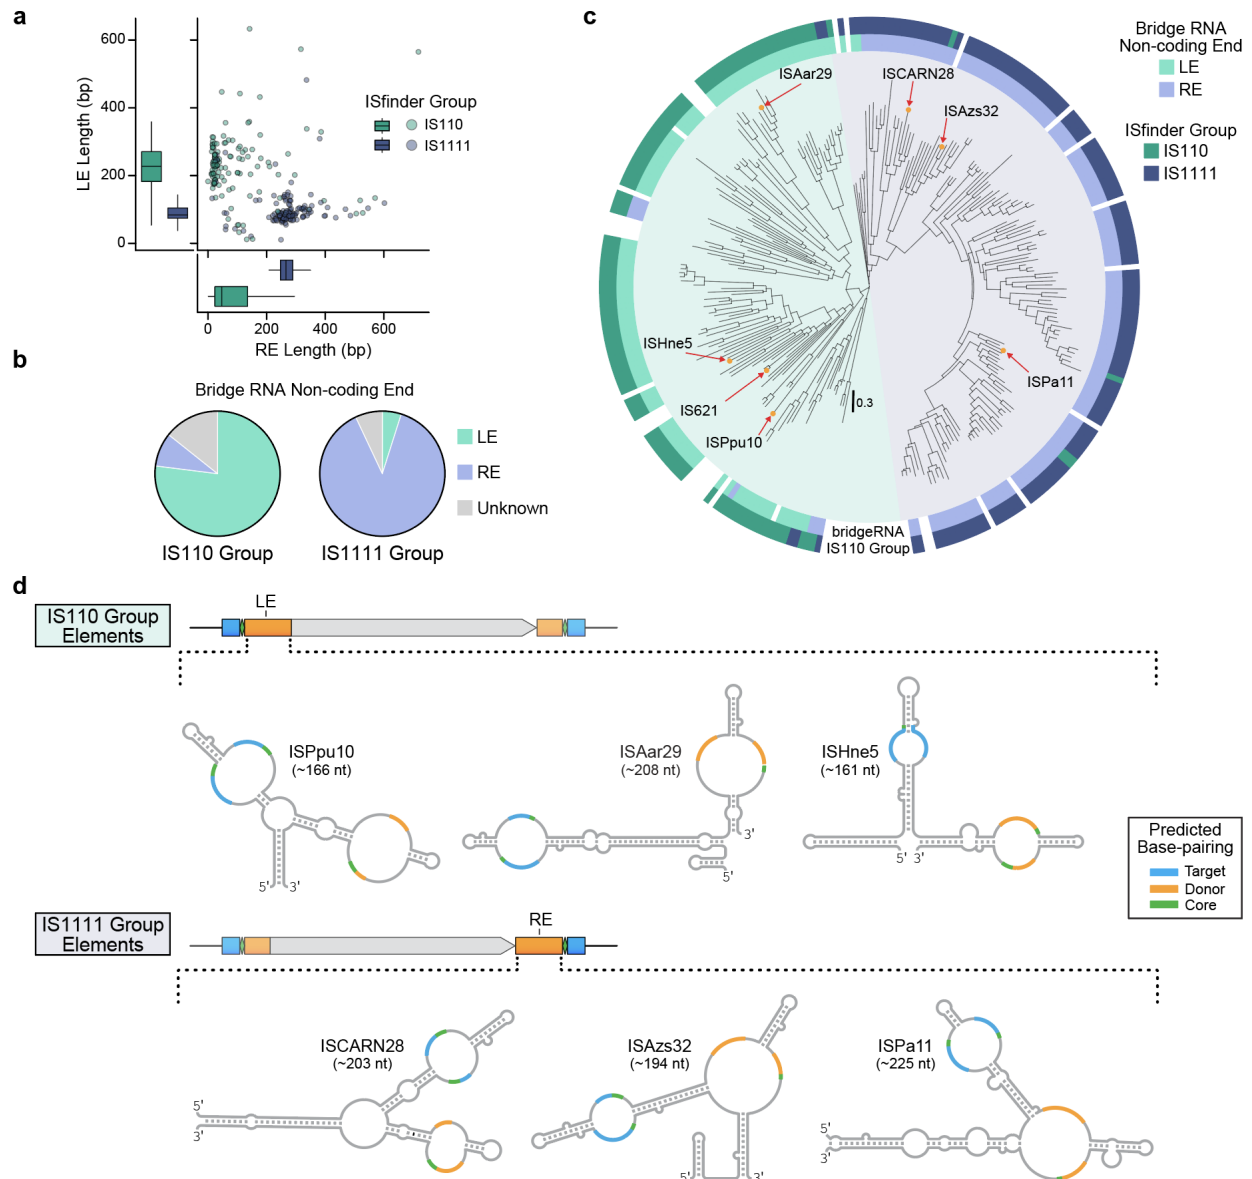 a
LE Length (bp)
600
400
200
0
0
200
400
600
RE Length (bp)
ISfinder Group
IS110
IS1111
b
Bridge RNA Non-coding End
IS110 Group
IS1111 Group
LE
RE
Unknown
c
ISAar29
ISCARN28
ISAzs32
ISHne5
IS621
ISPpu10
ISPa11
0.3
bridgeRNA
IS110 Group
Bridge RNA
Non-coding End
LE
RE
ISfinder Group
IS110
IS1111
d
IS110 Group
Elements
LE
ISPpu10
(~166 nt)
5' 3'
ISAar29
(~208 nt)
3'
5'
ISHne5
(~161 nt)
5' 3'
Predicted
Base-pairing
Target
Donor
Core
IS1111 Group
Elements
RE
ISCARN28
(~203 nt)
5'
3'
ISAzs32
(~194 nt)
5'
3'
ISPa11
(~225 nt)
5'
3'